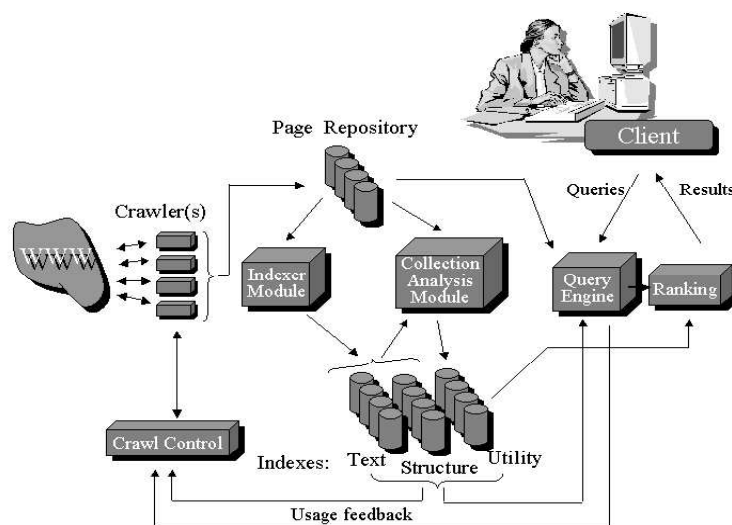 Client
Page Repository
Queries
Results
Crawler(s)
WWW
Indexer
Module
Collection
Analysis
Module
Query
Engine
Ranking
Crawl Control
Indexes:
Text
Structure
Utility
Usage feedback